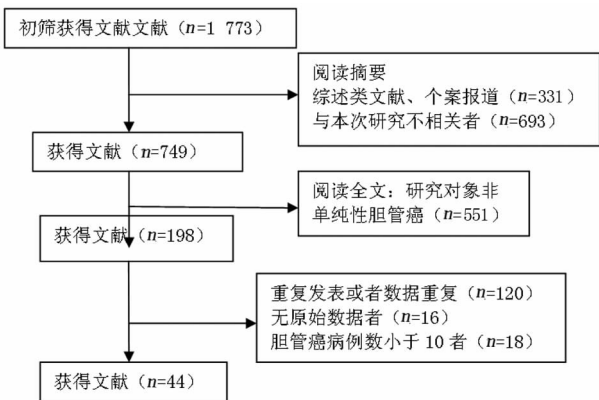 初筛获得文献文献（n=1 773）
阅读摘要
综述类文献、个案报道（n=331）
与本次研究不相关者（n=693）
获得文献（n=749）
阅读全文：研究对象非
单纯性胆管癌（n=551）
获得文献（n=198）
重复发表或者数据重复（n=120）
无原始数据者（n=16）
胆管癌病例数小于 10 者（n=18）
获得文献（n=44）